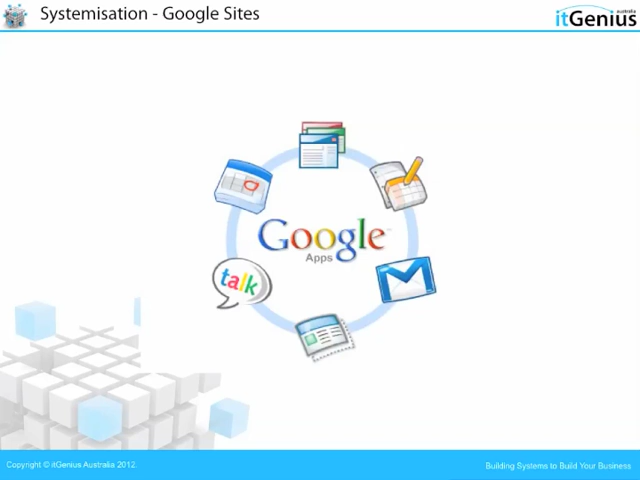 Systemisation - Google Sites
itGenius
australia
Google
Apps
talk
Copyright © itGenius Australia 2012.
Building Systems to Build Your Business